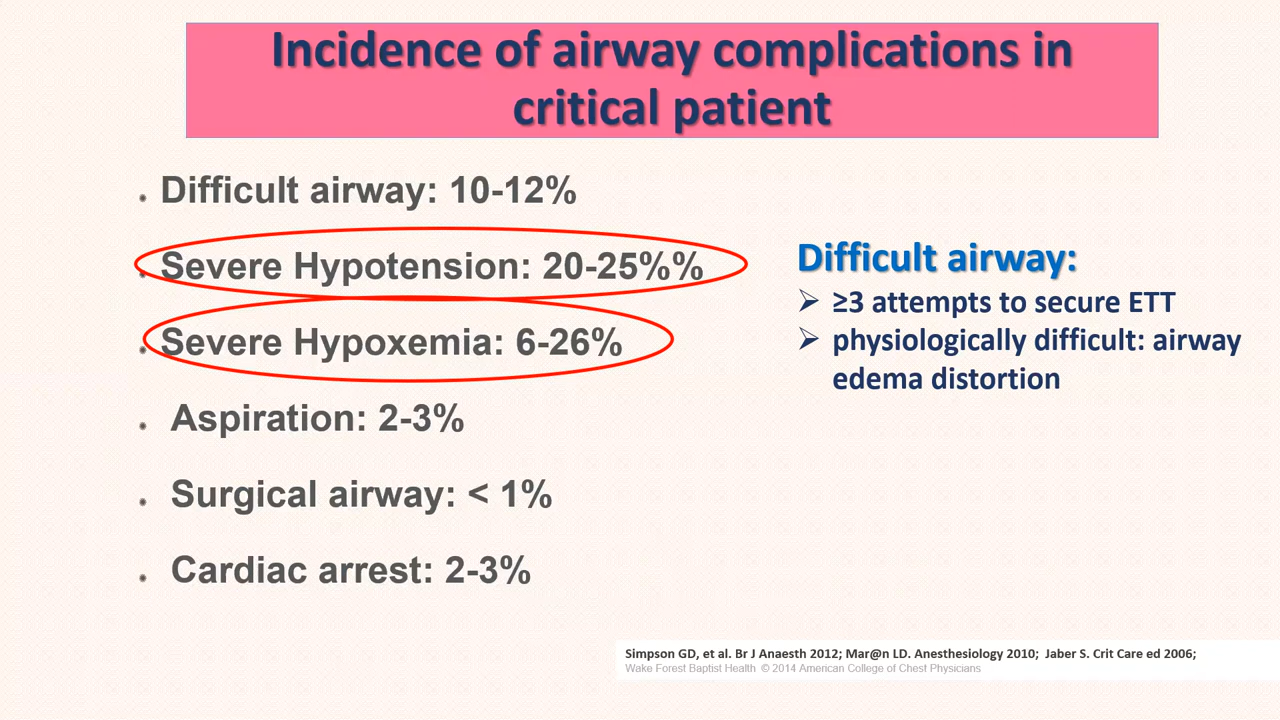 Incidence of airway complications in
critical patient
Difficult airway: 10-12%
Severe Hypotension: 20-25%%
Severe Hypoxemia: 6-26%
Aspiration: 2-3%
Surgical airway: < 1%
Cardiac arrest: 2-3%
Difficult airway:
≥3 attempts to secure ETT
physiologically difficult: airway
edema distortion
Simpson GD, et al. Br J Anaesth 2012; Mar@n LD. Anesthesiology 2010; Jaber S. Crit Care ed 2006;
Wake Forest Baptist Health © 2014 American College of Chest Physicians